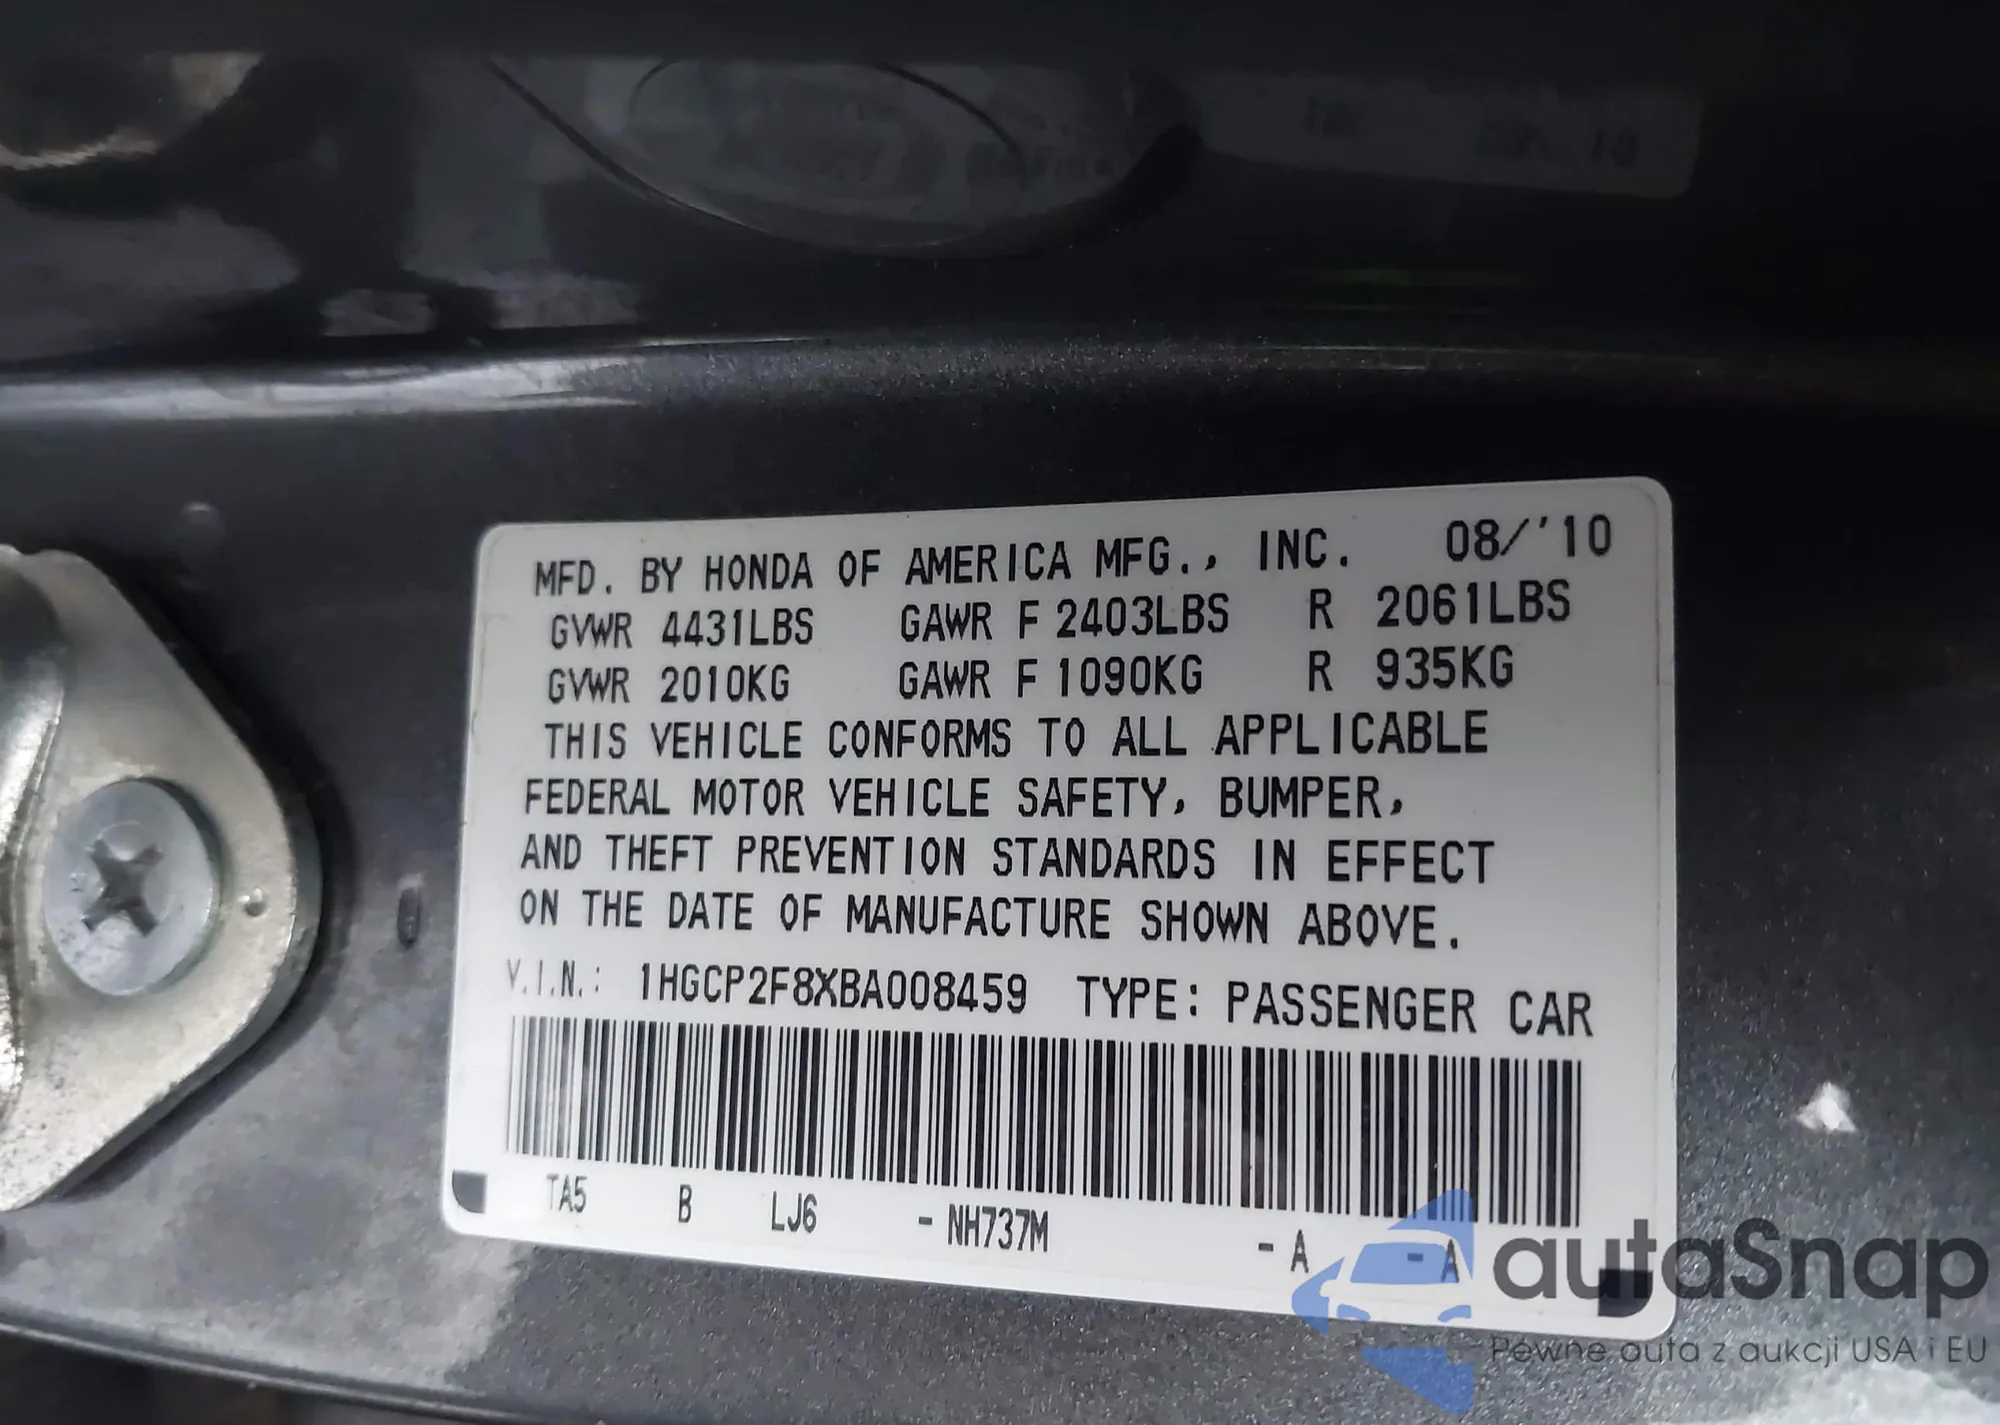 MFD. BY HONDA OF AMERICA MFG., INC. 08/'10
GVWR 4431LBS GAWR F 2403LBS R 2061LBS
GVWR 2010KG GAWR F 1090KG R 935KG
THIS VEHICLE CONFORMS TO ALL APPLICABLE
FEDERAL MOTOR VEHICLE SAFETY, BUMPER,
AND THEFT PREVENTION STANDARDS IN EFFECT
ON THE DATE OF MANUFACTURE SHOWN ABOVE.
V.I.N.: 1HGCP2F8XBA008459 TYPE: PASSENGER CAR
TA5 B LJ6 - NH737M - A - A
autaSnap
Pewne auta z aukcji USA i EU